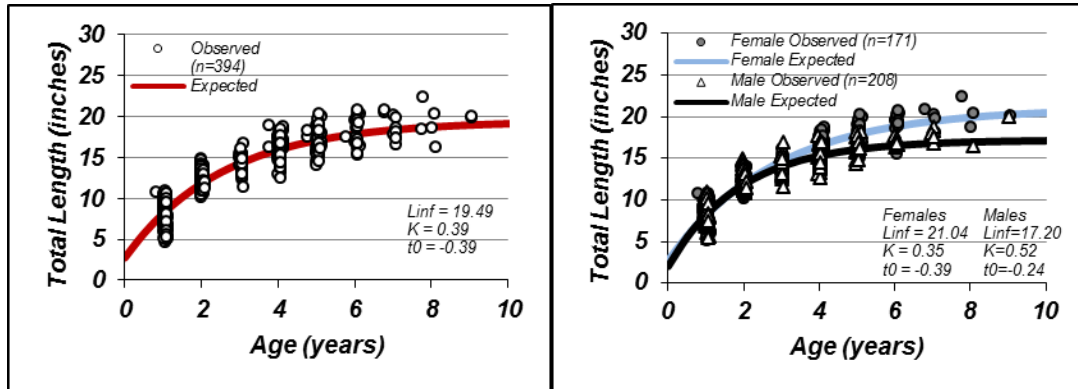 Total Length (inches)
30
25
20
15
10
5
0
Observed
(n=394)
Expected
Linf = 19.49
K = 0.39
t0 = -0.39
0 2 4 6 8 10
Age (years)
Total Length (inches)
30
25
20
15
10
5
0
Female Observed (n=171)
Female Expected
Male Observed (n=208)
Male Expected
Females Males
Linf = 21.04 Linf=17.20
K = 0.35 K=0.52
t0 = -0.39 t0=-0.24
0 2 4 6 8 10
Age (years)